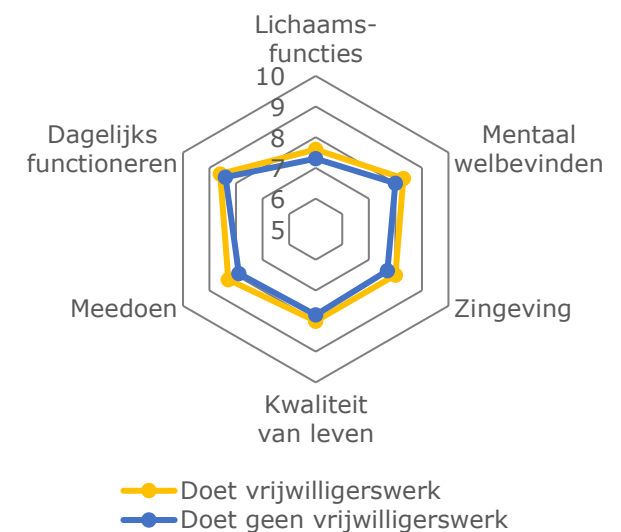 Lichaams-
functies
10
9
8
7
6
5
Mentaal
welbevinden
Zingeving
Kwaliteit
van leven
Meedoen
Dagelijks
functioneren
Doet vrijwilligerswerk
Doet geen vrijwilligerswerk